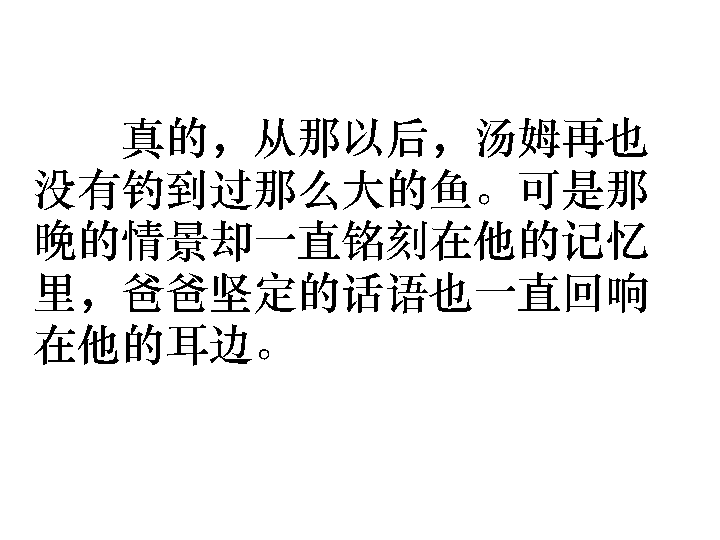 真的，从那以后，汤姆再也
没有钓到过那么大的鱼。可是那
晚的情景却一直铭刻在他的记忆
里，爸爸坚定的话语也一直回响
在他的耳边。